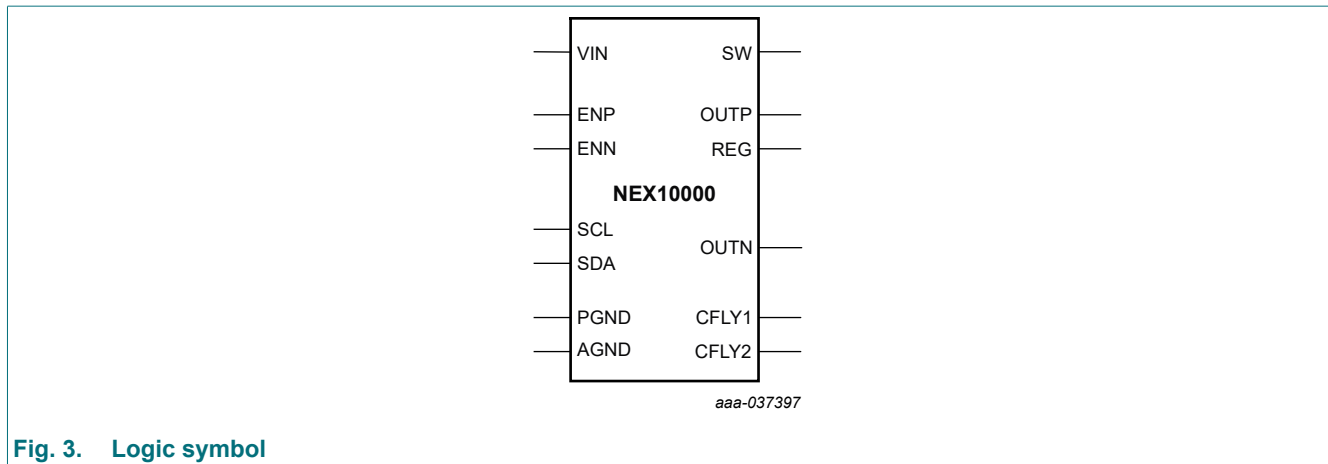 VIN SW
ENP OUTP
ENN REG
NEX10000
SCL
OUTN
SDA
PGND CFLY1
AGND CFLY2
aaa-037397
Fig. 3. Logic symbol